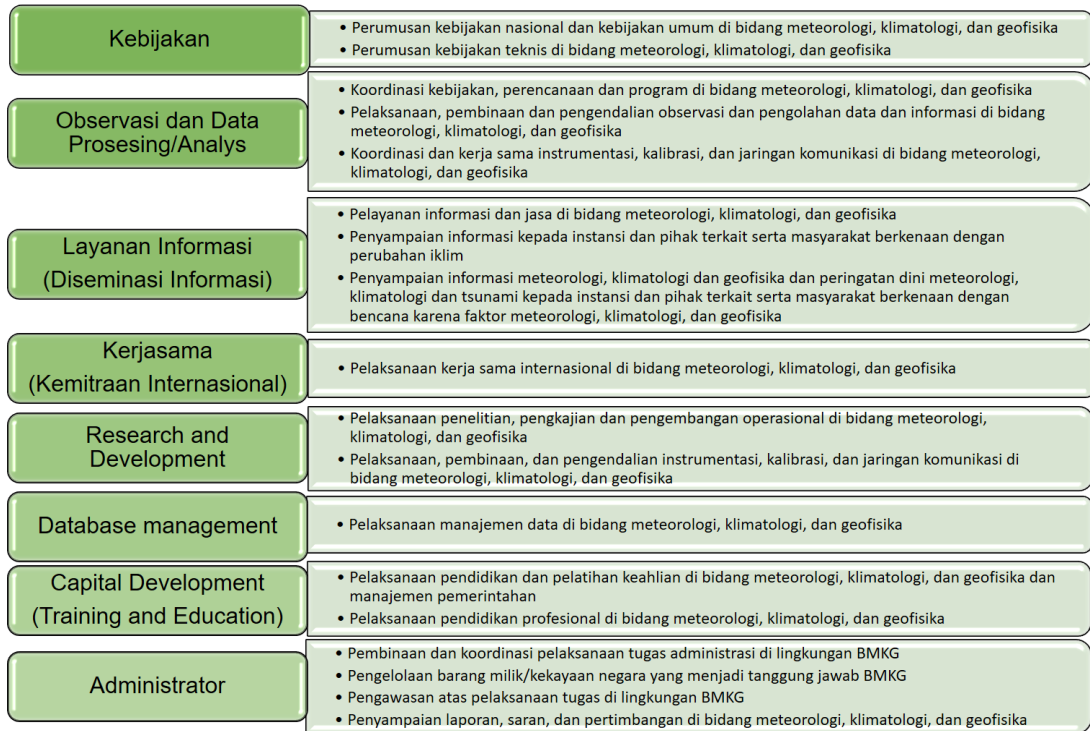 Kebijakan
• Perumusan kebijakan nasional dan kebijakan umum di bidang meteorologi, klimatologi, dan geofisika
• Perumusan kebijakan teknis di bidang meteorologi, klimatologi, dan geofisika
Observasi dan Data
Prosesing/Analys
• Koordinasi kebijakan, perencanaan dan program di bidang meteorologi, klimatologi, dan geofisika
• Pelaksanaan, pembinaan dan pengendalian observasi dan pengolahan data dan informasi di bidang
meteorologi, klimatologi, dan geofisika
• Koordinasi dan kerja sama instrumentasi, kalibrasi, dan jaringan komunikasi di bidang meteorologi,
klimatologi, dan geofisika
Layanan Informasi
(Diseminasi Informasi)
• Pelayanan informasi dan jasa di bidang meteorologi, klimatologi, dan geofisika
• Penyampaian informasi kepada instansi dan pihak terkait serta masyarakat berkenaan dengan
perubahan iklim
• Penyampaian informasi meteorologi, klimatologi dan geofisika dan peringatan dini meteorologi,
klimatologi dan tsunami kepada instansi dan pihak terkait serta masyarakat berkenaan dengan
bencana karena faktor meteorologi, klimatologi, dan geofisika
Kerjasama
(Kemitraan Internasional)
• Pelaksanaan kerja sama internasional di bidang meteorologi, klimatologi, dan geofisika
Research and
Development
• Pelaksanaan penelitian, pengkajian dan pengembangan operasional di bidang meteorologi,
klimatologi, dan geofisika
• Pelaksanaan, pembinaan, dan pengendalian instrumentasi, kalibrasi, dan jaringan komunikasi di
bidang meteorologi, klimatologi, dan geofisika
Database management
• Pelaksanaan manajemen data di bidang meteorologi, klimatologi, dan geofisika
Capital Development
(Training and Education)
• Pelaksanaan pendidikan dan pelatihan keahlian di bidang meteorologi, klimatologi, dan geofisika dan
manajemen pemerintahan
• Pelaksanaan pendidikan profesional di bidang meteorologi, klimatologi, dan geofisika
Administrator
• Pembinaan dan koordinasi pelaksanaan tugas administrasi di lingkungan BMKG
• Pengelolaan barang milik/kekayaan negara yang menjadi tanggung jawab BMKG
• Pengawasan atas pelaksanaan tugas di lingkungan BMKG
• Penyampaian laporan, saran, dan pertimbangan di bidang meteorologi, klimatologi, dan geofisika